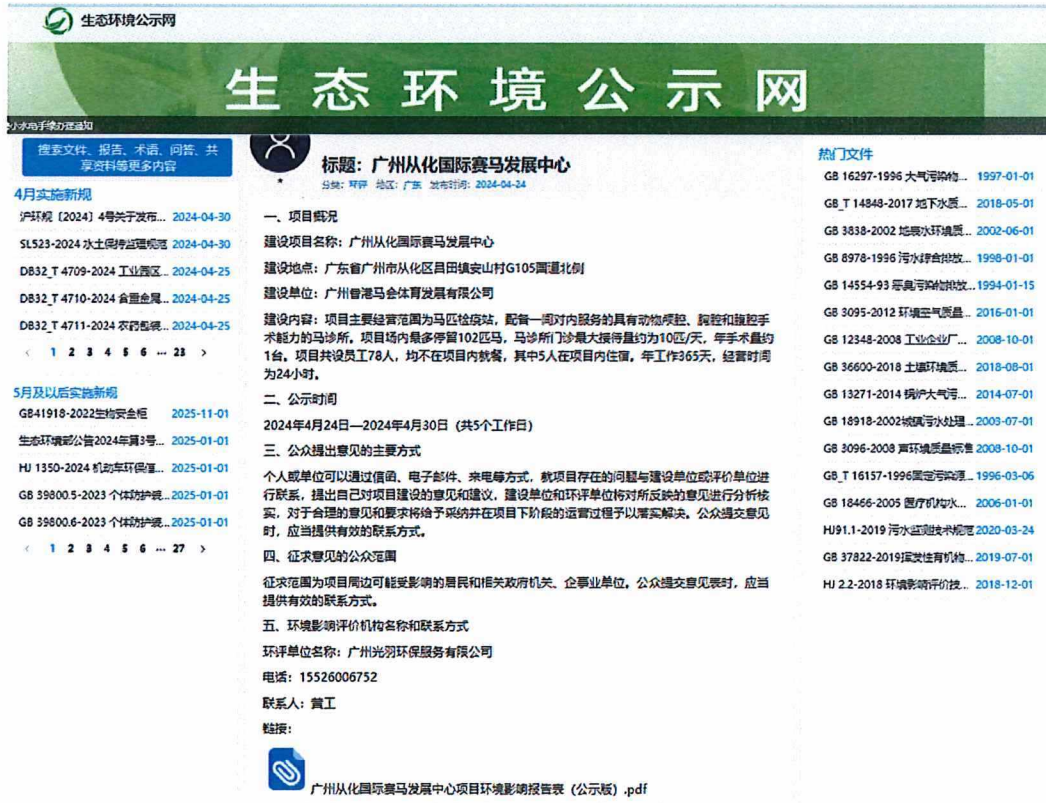 生态环境公示网
生态环境公示网
小水电手续办理通知
搜索文件、报告、术语、问答、共
享资料等更多内容
4月实施新规
沪环规〔2024〕4号关于发布... 2024-04-30
SL523-2024 水土保持监理规范 2024-04-30
DB32_T 4709-2024 工业园区... 2024-04-25
DB32_T 4710-2024 含重金属... 2024-04-25
DB32_T 4711-2024 农药包装... 2024-04-25
‹ 1 2 3 4 5 6 ... 23 ›
5月及以后实施新规
GB41918-2022生物安全柜 2025-11-01
生态环境部公告2024年第3号... 2025-01-01
HJ 1350-2024 机动车环保信... 2025-01-01
GB 39800.5-2023 个体防护装... 2025-01-01
GB 39800.6-2023 个体防护装... 2025-01-01
‹ 1 2 3 4 5 6 ... 27 ›
标题：广州从化国际赛马发展中心
分类：环评 地区：广东 发布时间：2024-04-24
一、项目概况
建设项目名称：广州从化国际赛马发展中心
建设地点：广东省广州市从化区吕田镇安山村G105国道北侧
建设单位：广州香港马会体育发展有限公司
建设内容：项目主要经营范围为马匹检疫站，配备一间对内服务的具有动物颅腔、胸腔和腹腔手
术能力的马诊所。项目场内最多停留102匹马，马诊所门诊最大接待量约为10匹/天，年手术量约
1台。项目共设员工78人，均不在项目内就餐，其中5人在项目内住宿，年工作365天，经营时间
为24小时。
二、公示时间
2024年4月24日—2024年4月30日（共5个工作日）
三、公众提出意见的主要方式
个人或单位可以通过信函、电子邮件、来电等方式，就项目存在的问题与建设单位或评价单位进
行联系，提出自己对项目建设的意见和建议，建设单位和环评单位将对所反映的意见进行分析核
实，对于合理的意见和要求将给予采纳并在项目下阶段的运营过程予以落实解决。公众提交意见
时，应当提供有效的联系方式。
四、征求意见的公众范围
征求范围为项目周边可能受影响的居民和相关政府机关、企事业单位。公众提交意见表时，应当
提供有效的联系方式。
五、环境影响评价机构名称和联系方式
环评单位名称：广州光羽环保服务有限公司
电话：15526006752
联系人：曾工
链接：
广州从化国际赛马发展中心项目环境影响报告表（公示版）.pdf
热门文件
GB 16297-1996 大气污染物... 1997-01-01
GB_T 14848-2017 地下水质... 2018-05-01
GB 3838-2002 地表水环境质... 2002-06-01
GB 8978-1996 污水综合排放... 1998-01-01
GB 14554-93 恶臭污染物排放... 1994-01-15
GB 3095-2012 环境空气质量... 2016-01-01
GB 12348-2008 工业企业厂... 2008-10-01
GB 36600-2018 土壤环境质... 2018-08-01
GB 13271-2014 锅炉大气污... 2014-07-01
GB 18918-2002城镇污水处理... 2003-07-01
GB 3096-2008 声环境质量标准 2008-10-01
GB_T 16157-1996固定污染源... 1996-03-06
GB 18466-2005 医疗机构水... 2006-01-01
HJ91.1-2019 污水监测技术规范 2020-03-24
GB 37822-2019挥发性有机物... 2019-07-01
HJ 2.2-2018 环境影响评价技... 2018-12-01